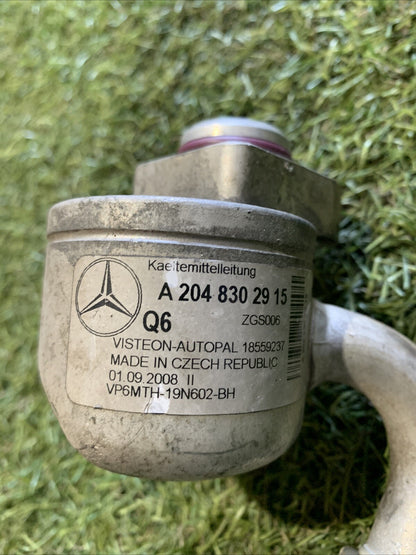 Kaeltemittelleitung
A 204 830 29 15
Q6 ZGS006
VISTEON-AUTOPAL 18559237
MADE IN CZECH REPUBLIC
01.09.2008 II
VP6MTH-19N602-BH